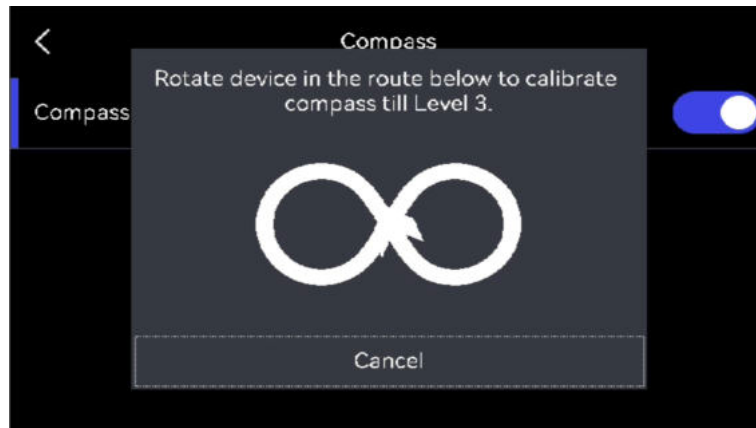 Compass
Rotate device in the route below to calibrate
compass till Level 3.
Compass
Cancel